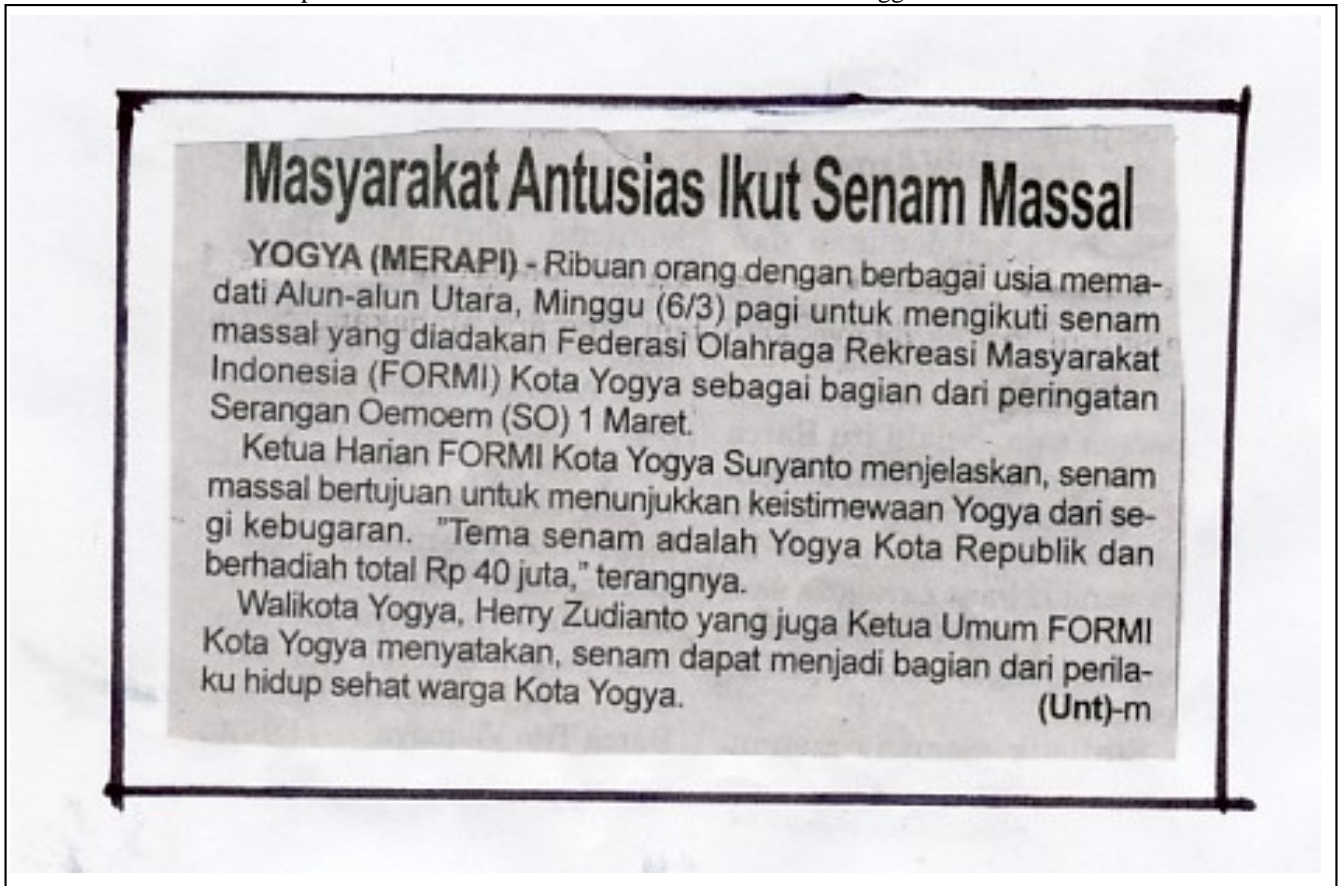 Masyarakat Antusias Ikut Senam Massal
YOGYA (MERAPI) - Ribuan orang dengan berbagai usia mema-
dati Alun-alun Utara, Minggu (6/3) pagi untuk mengikuti senam
massal yang diadakan Federasi Olahraga Rekreasi Masyarakat
Indonesia (FORMI) Kota Yogya sebagai bagian dari peringatan
Serangan Oemoem (SO) 1 Maret.
Ketua Harian FORMI Kota Yogya Suryanto menjelaskan, senam
massal bertujuan untuk menunjukkan keistimewaan Yogya dari se-
gi kebugaran. "Tema senam adalah Yogya Kota Republik dan
berhadiah total Rp 40 juta," terangnya.
Walikota Yogya, Herry Zudianto yang juga Ketua Umum FORMI
Kota Yogya menyatakan, senam dapat menjadi bagian dari perila-
ku hidup sehat warga Kota Yogya. (Unt)-m